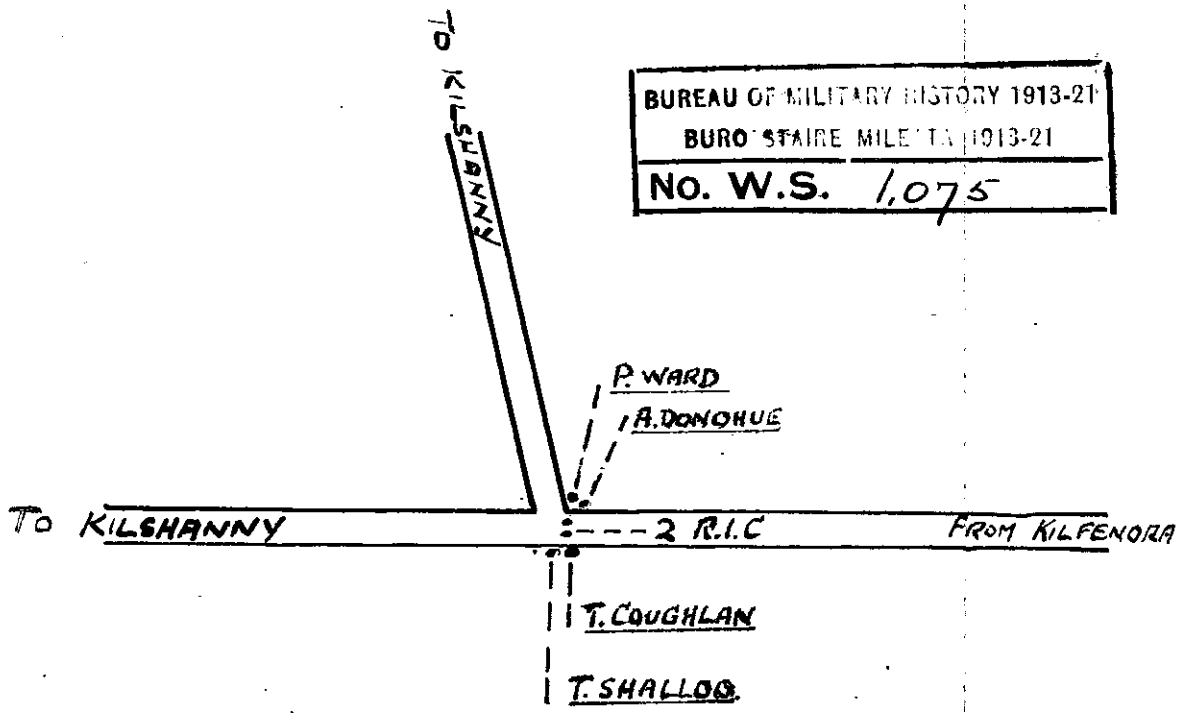 TO KILSHANNY
BUREAU OF MILITARY HISTORY 1913-21
BURO STAIRE MILEATA 1913-21
No. W.S. 1,075
P. WARD
A. DONOHUE
TO KILSHANNY
2 R.I.C
FROM KILFENORA
T. COUGHLAN
T. SHALLOO.